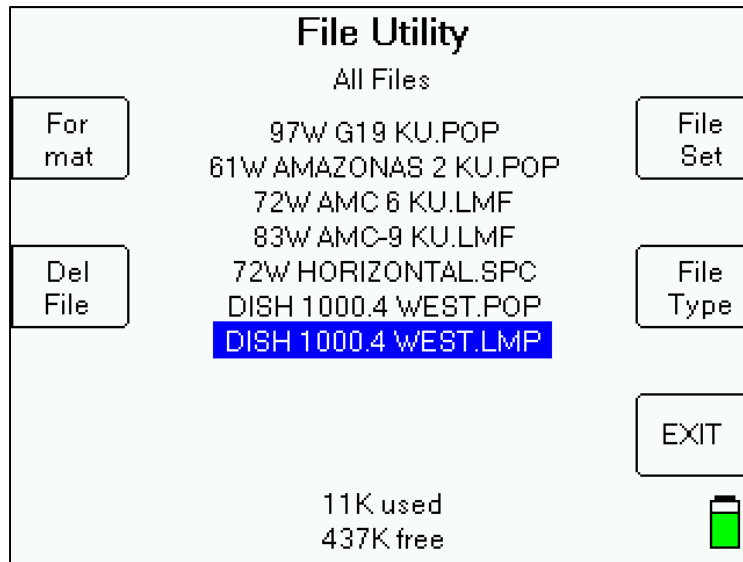 File Utility
All Files
For
mat
File
Set
97W G19 KU.POP
61W AMAZONAS 2 KU.POP
72W AMC 6 KU.LMF
83W AMC-9 KU.LMF
72W HORIZONTAL.SPC
DISH 1000.4 WEST.POP
DISH 1000.4 WEST.LMP
Del
File
File
Type
EXIT
11K used
437K free